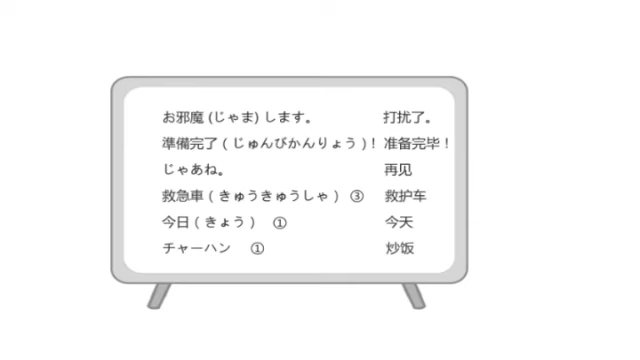 お邪魔 (じゃま) します。 打扰了。
準備完了 ( じゅんびかんりょう )！ 准备完毕！
じゃあね。 再见
救急車 ( きゅうきゅうしゃ ) ③ 救护车
今日 ( きょう ) ① 今天
チャーハン ① 炒饭